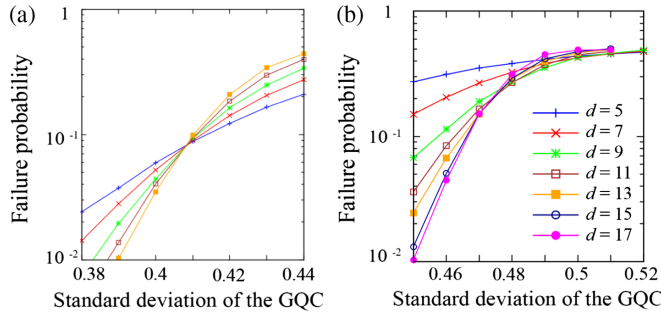 (a)
1
10⁻¹
10⁻²
Failure probability
0.38 0.4 0.42 0.44
Standard deviation of the GQC
(b)
1
10⁻¹
10⁻²
Failure probability
d = 5
d = 7
d = 9
d = 11
d = 13
d = 15
d = 17
0.46 0.48 0.5 0.52
Standard deviation of the GQC